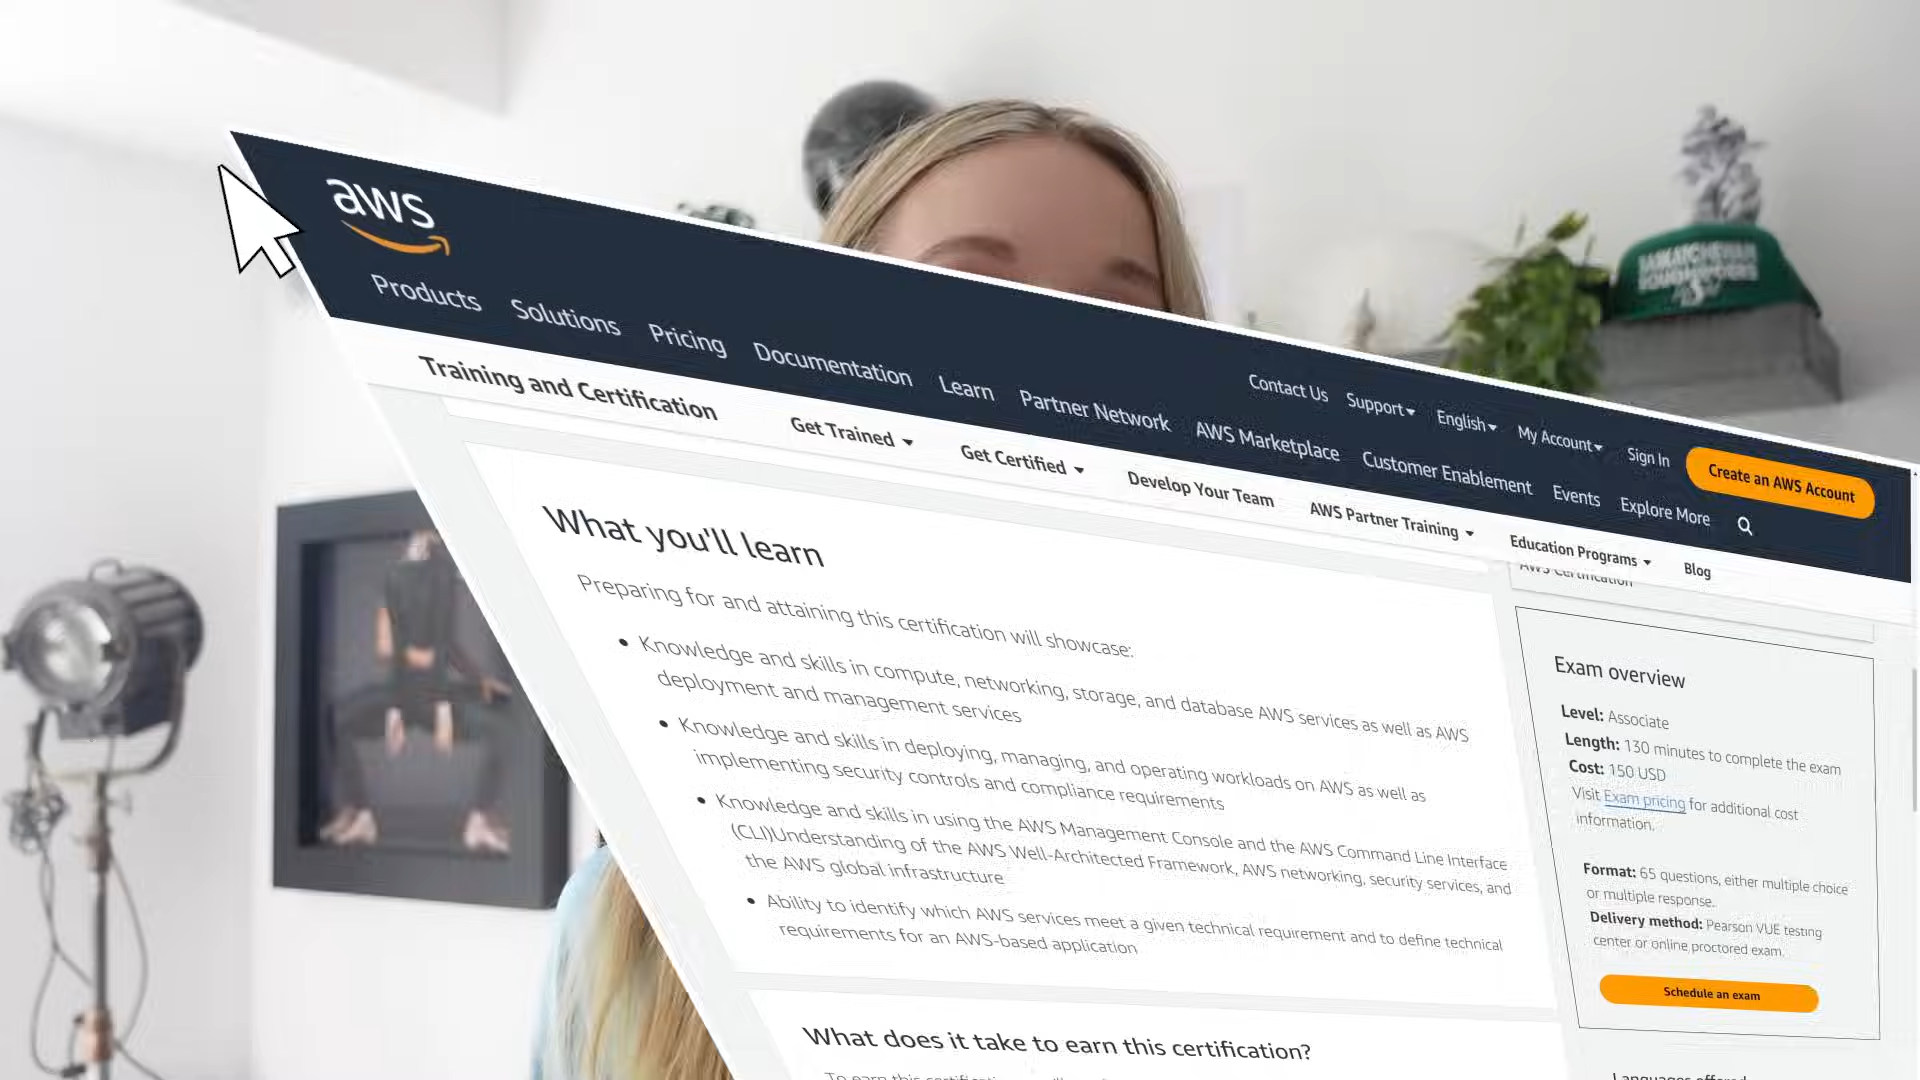 aws
Contact Us Support English My Account Sign In Create an AWS Account
Products Solutions Pricing Documentation Learn Partner Network AWS Marketplace Customer Enablement Events Explore More
Training and Certification Get Trained Get Certified Develop Your Team AWS Partner Training Education Programs Blog
What you'll learn
Preparing for and attaining this certification will showcase:
• Knowledge and skills in compute, networking, storage, and database AWS services as well as AWS
deployment and management services
• Knowledge and skills in deploying, managing, and operating workloads on AWS as well as
implementing security controls and compliance requirements
• Knowledge and skills in using the AWS Management Console and the AWS Command Line Interface
(CLI)Understanding of the AWS Well-Architected Framework, AWS networking, security services, and
the AWS global infrastructure
• Ability to identify which AWS services meet a given technical requirement and to define technical
requirements for an AWS-based application
What does it take to earn this certification?
AWS Certification
Exam overview
Level: Associate
Length: 130 minutes to complete the exam
Cost: 150 USD
Visit Exam pricing for additional cost
information.
Format: 65 questions, either multiple choice
or multiple response.
Delivery method: Pearson VUE testing
center or online proctored exam.
Schedule an exam
Languages offered
SASKATCHEWAN
ROUGHRIDERS